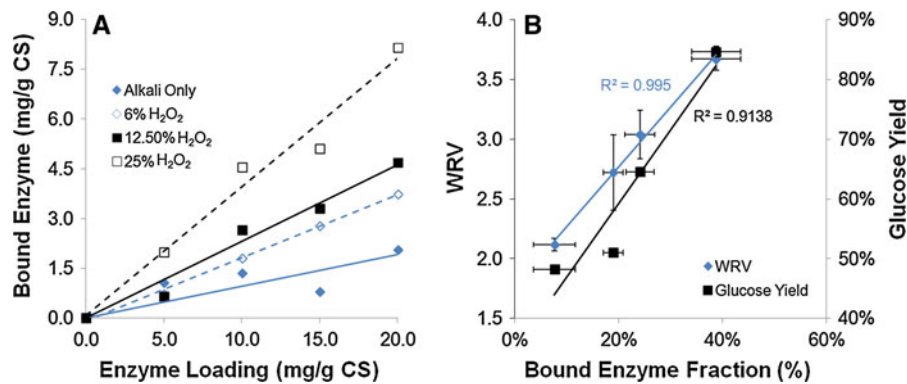 A
Bound Enzyme (mg/g CS)
9.0
7.5
6.0
4.5
3.0
1.5
0.0
Alkali Only
6% H₂O₂
12.50% H₂O₂
25% H₂O₂
0.0 5.0 10.0 15.0 20.0
Enzyme Loading (mg/g CS)
B
WRV
4.0
3.5
3.0
2.5
2.0
1.5
R² = 0.995
R² = 0.9138
WRV
Glucose Yield
90%
80%
70%
60%
50%
40%
Glucose Yield
0% 20% 40% 60%
Bound Enzyme Fraction (%)